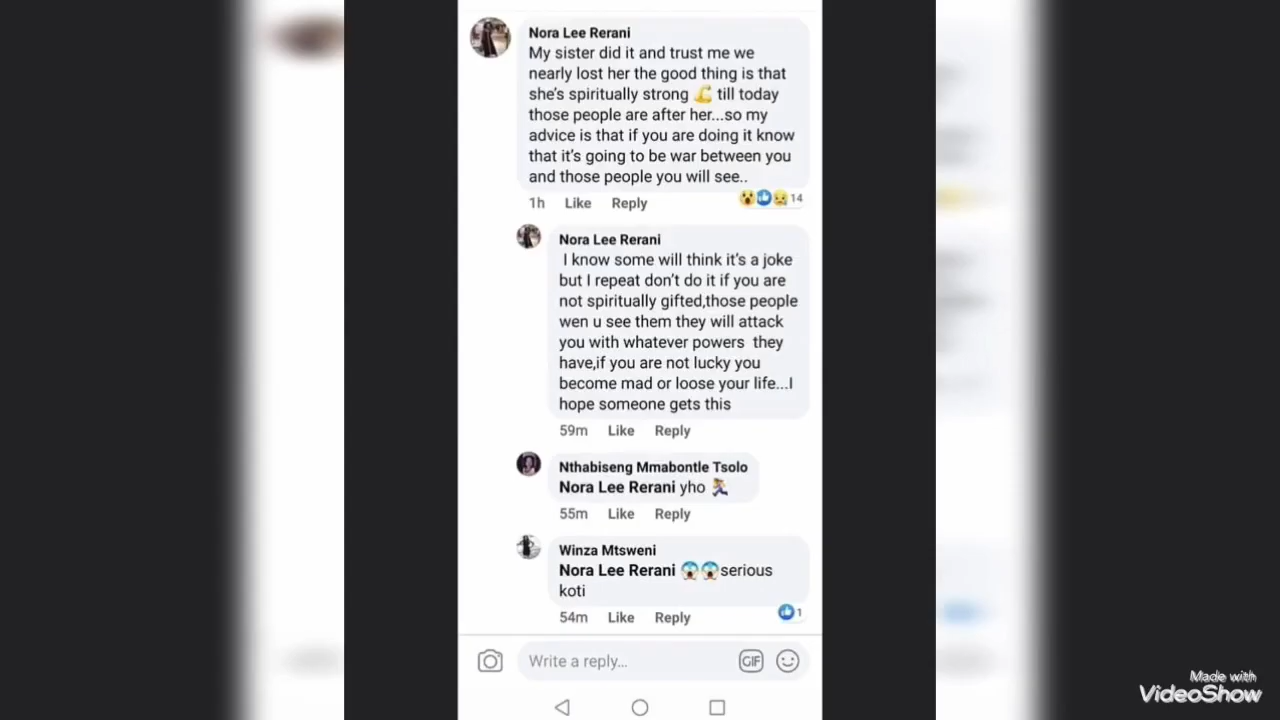 Nora Lee Rerani
My sister did it and trust me we
nearly lost her the good thing is that
she's spiritually strong 💪 till today
those people are after her...so my
advice is that if you are doing it know
that it's going to be war between you
and those people you will see..
1h Like Reply 😮👍😢 14
Nora Lee Rerani
I know some will think it's a joke
but I repeat don't do it if you are
not spiritually gifted,those people
wen u see them they will attack
you with whatever powers they
have,if you are not lucky you
become mad or loose your life...I
hope someone gets this
59m Like Reply
Nthabiseng Mmabontle Tsolo
Nora Lee Rerani yho 🏃‍♀️
55m Like Reply
Winza Mtsweni
Nora Lee Rerani 😱😱serious
koti
54m Like Reply 👍 1
Write a reply... GIF
Made with
VideoShow